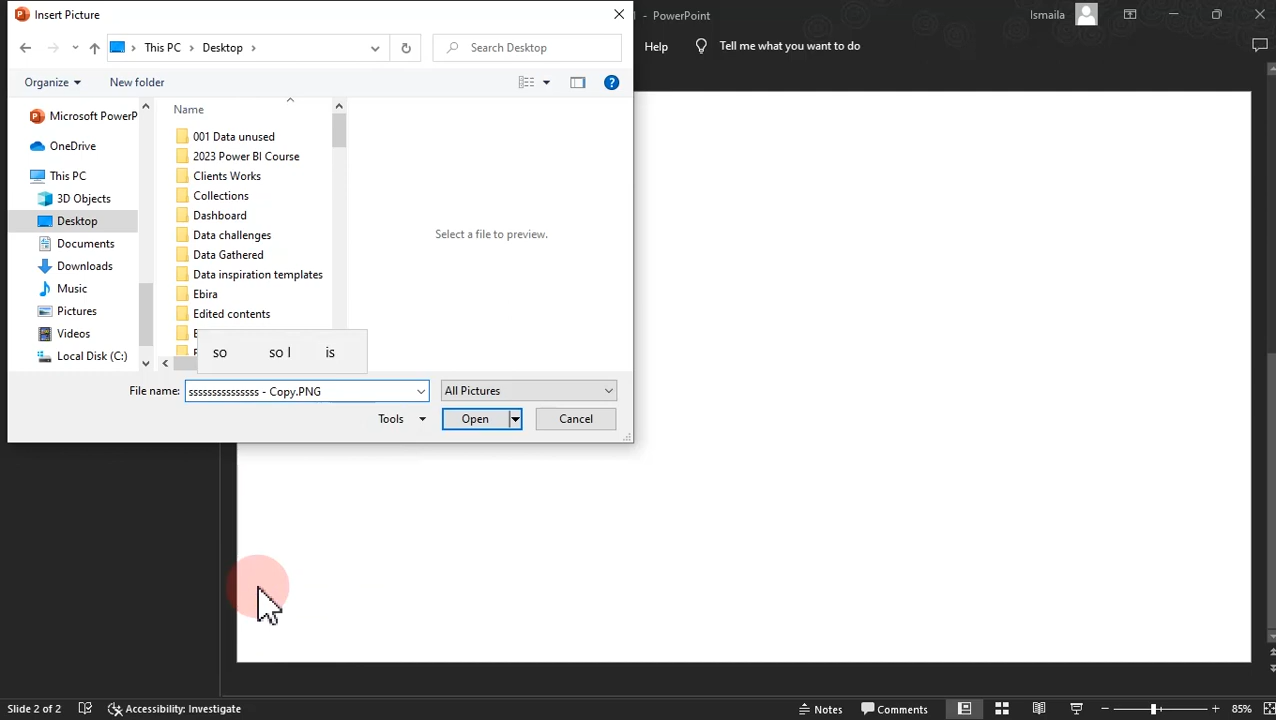 Insert Picture
PowerPoint
Ismaila
This PC
Desktop
Search Desktop
Help
Tell me what you want to do
Organize
New folder
Name
Microsoft PowerP
OneDrive
This PC
3D Objects
Desktop
Documents
Downloads
Music
Pictures
Videos
Local Disk (C:)
001 Data unused
2023 Power BI Course
Clients Works
Collections
Dashboard
Data challenges
Data Gathered
Data inspiration templates
Ebira
Edited contents
Select a file to preview.
so so I is
File name: sssssssssssssss - Copy.PNG
All Pictures
Tools
Open
Cancel
Slide 2 of 2
Accessibility: Investigate
Notes
Comments
85%